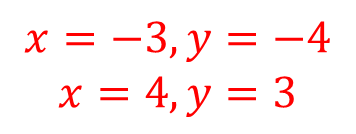 x = −3, y = −4
x = 4, y = 3